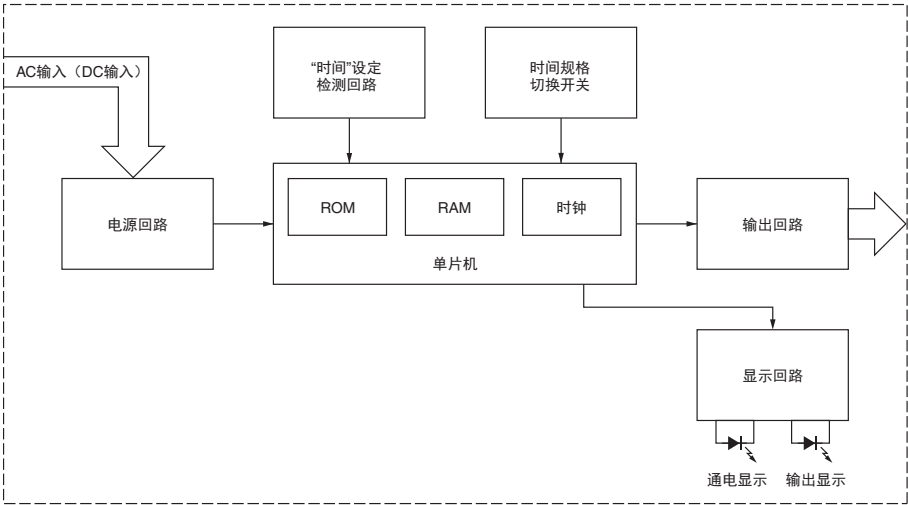 AC输入（DC输入）
“时间”设定
检测回路
时间规格
切换开关
电源回路
ROM
RAM
时钟
单片机
输出回路
显示回路
通电显示
输出显示